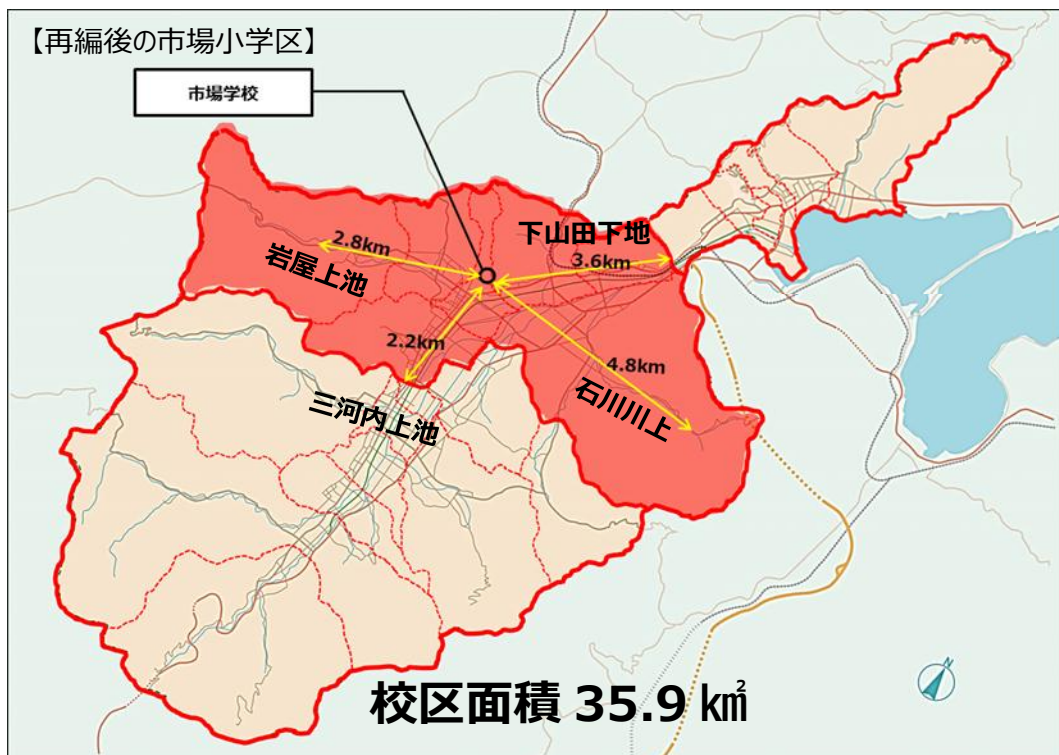 【再編後の市場小学区】
市場学校
下山田下地
3.6km
2.8km
岩屋上池
2.2km
4.8km
石川川上
三河内上池
N
校区面積 35.9 ㎢